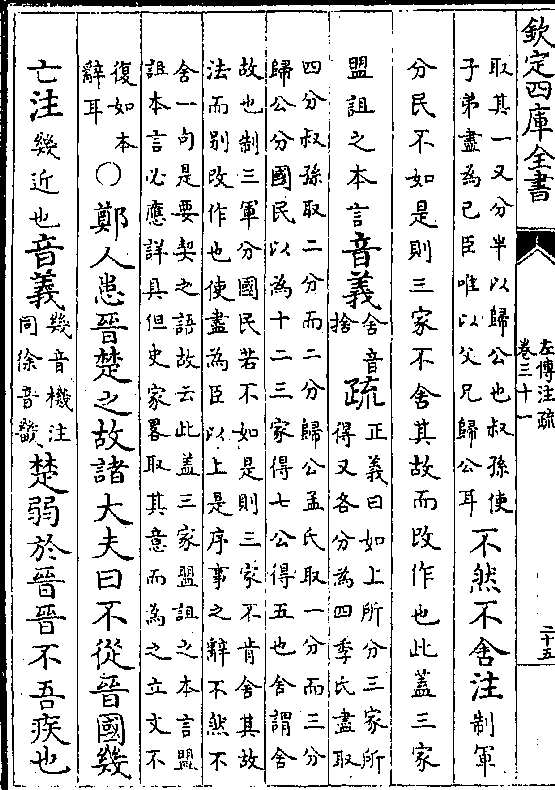 欽定四庫全書
左傳注疏
卷三十一
二十五
取其一又分半以歸公也叔孫使
子弟盡為己臣唯以父兄歸公耳
不然不舍注
制軍
分民不如是則三家不舍其故而改作也此蓋三家
盟詛之本言
音義
舍音
捨
疏
正義曰如上所分三家所
得又各分為四季氏盡取
四分叔孫取二分而二分歸公孟氏取一分而三分
歸公分國民以為十二三家得七公得五也舍謂舍
故也制三軍分國民若不如是則三家不肯舍其故
法而别改作也使盡為臣以上是序事之辭不然不
舍一句是要契之語故云此盖三家盟詛之本言盟
詛本言必應詳具但史家畧取其意而為之立文不
復如本
辭耳
○鄭人患晉楚之故諸大夫曰不從晉國幾
亡注
幾近也
音義
幾音機注
同徐音畿
楚弱於晉晉不吾疾也